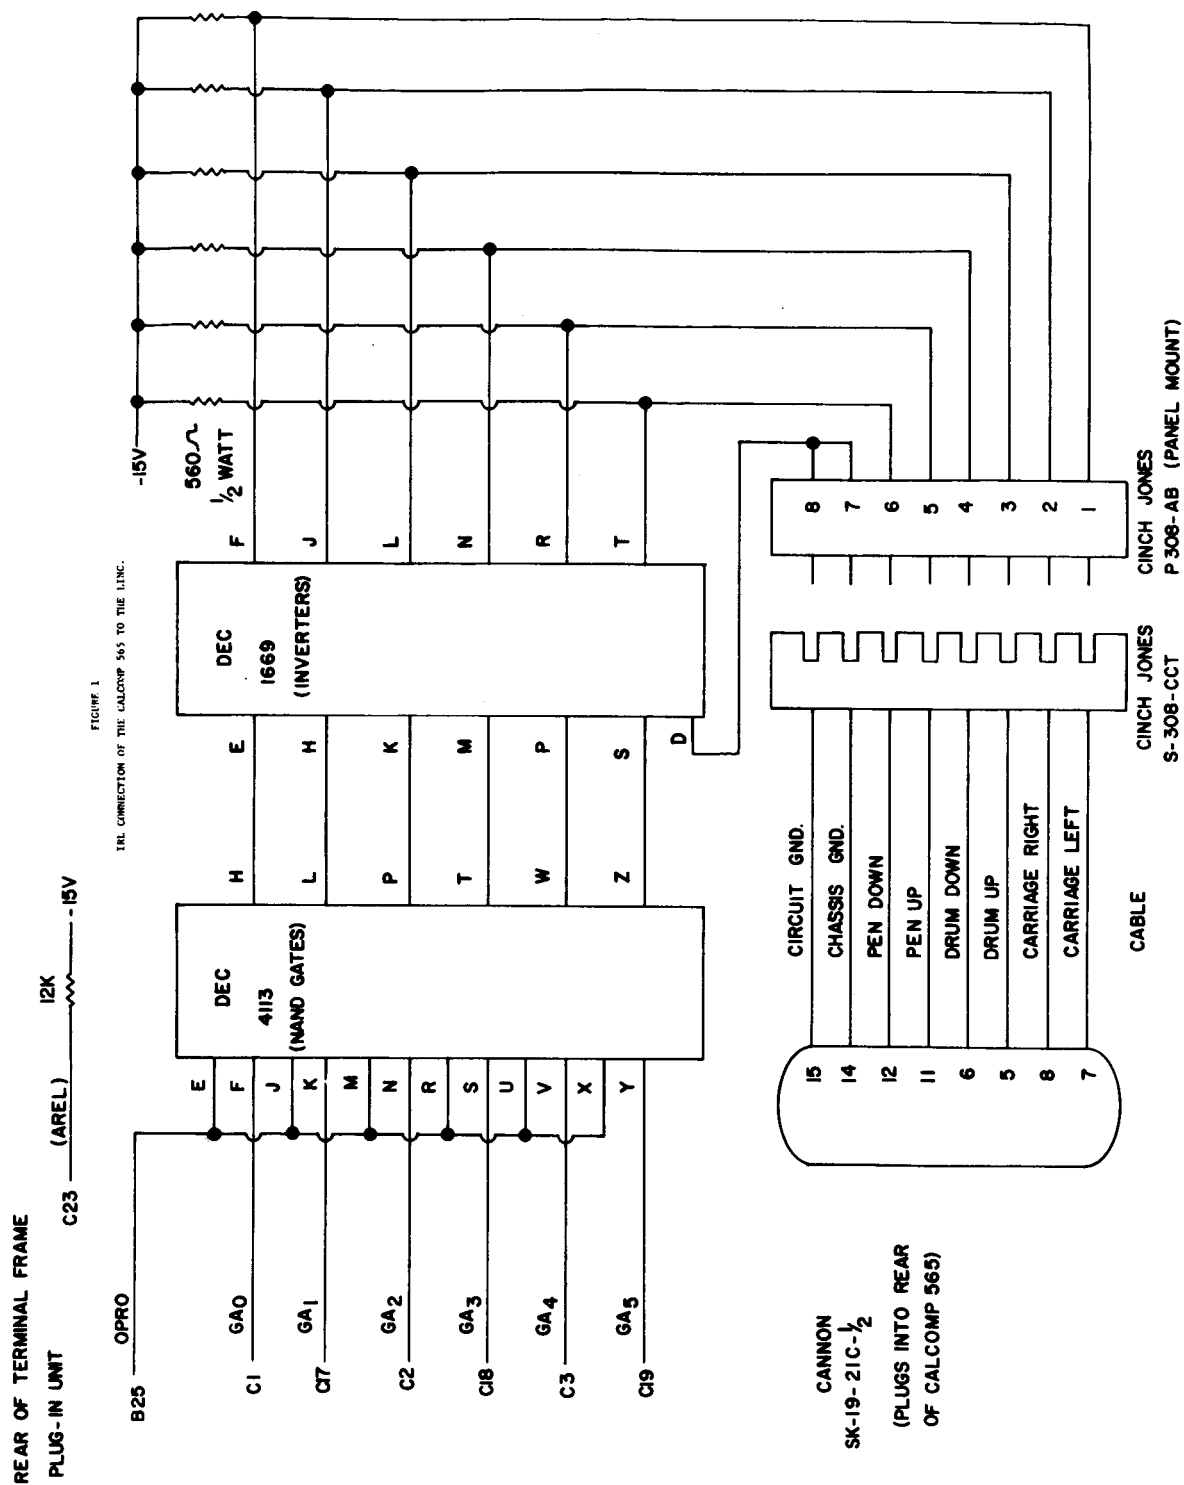 REAR OF TERMINAL FRAME
PLUG-IN UNIT
C23
(AREL)
12K
-15V
FIGURE 1
IRL CONNECTION OF THE CALCOMP 565 TO THE LINC.
B25
OPRO
C1
GA0
C17
GA1
C2
GA2
C18
GA3
C3
GA4
C19
GA5
E
F
J
K
M
N
R
S
U
V
X
Y
DEC
4113
(NAND GATES)
H
L
P
T
W
Z
E
H
K
M
P
S
D
DEC
1669
(INVERTERS)
F
J
L
N
R
T
-15V
560Ω
1/2 WATT
CANNON
SK-19-21C-1/2
(PLUGS INTO REAR
OF CALCOMP 565)
15
14
12
11
6
5
8
7
CIRCUIT GND.
CHASSIS GND.
PEN DOWN
PEN UP
DRUM DOWN
DRUM UP
CARRIAGE RIGHT
CARRIAGE LEFT
CABLE
CINCH JONES
S-308-CCT
8
7
6
5
4
3
2
1
CINCH JONES
P308-AB (PANEL MOUNT)